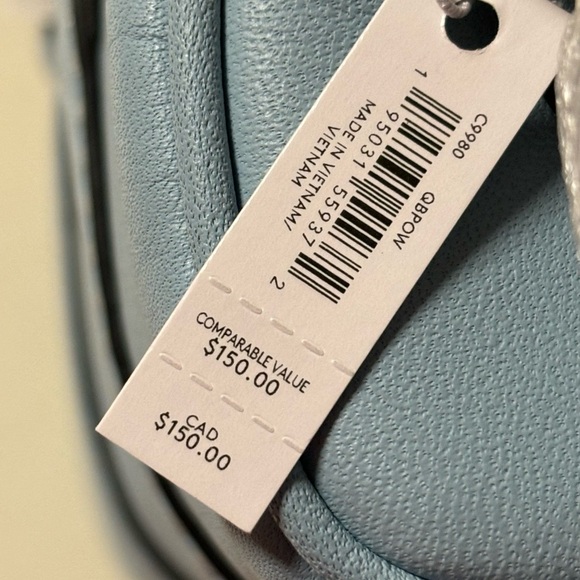 C9980
QBPOW
1 95031 55937 2
MADE IN VIETNAM/
VIETNAM
COMPARABLE VALUE
$150.00
CAD
$150.00